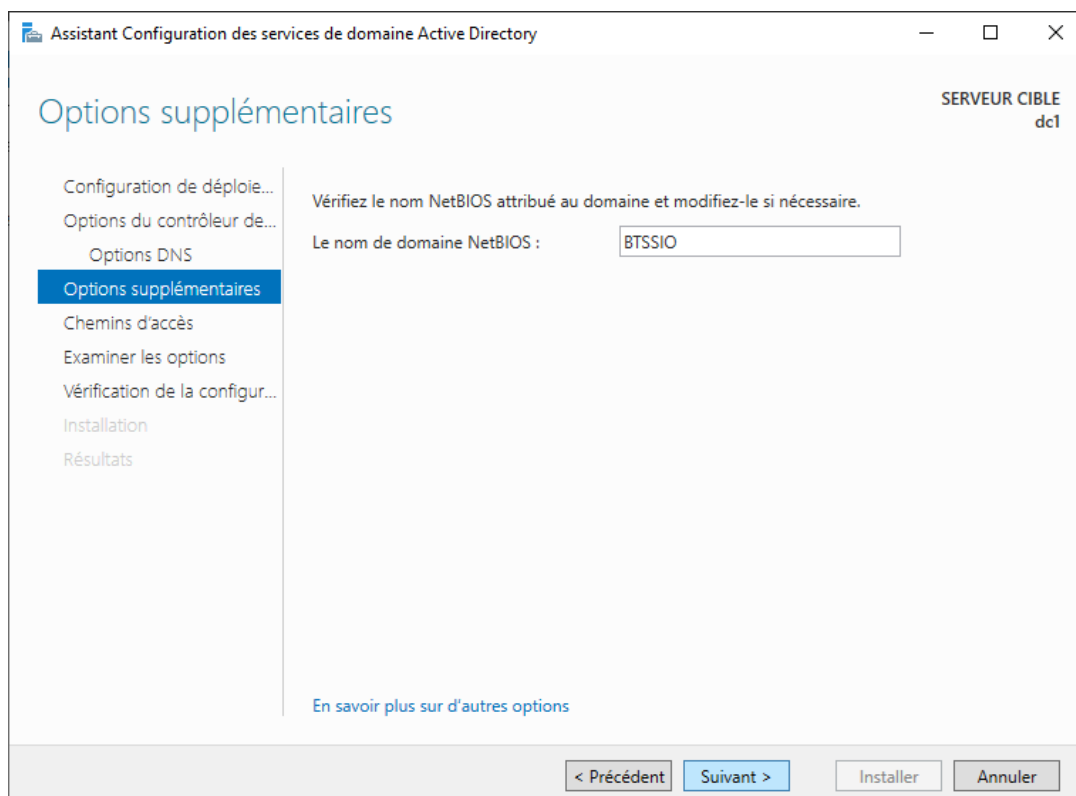 Assistant Configuration des services de domaine Active Directory
Options supplémentaires
SERVEUR CIBLE
dc1
Configuration de déploie...
Options du contrôleur de...
Options DNS
Options supplémentaires
Chemins d'accès
Examiner les options
Vérification de la configur...
Installation
Résultats
Vérifiez le nom NetBIOS attribué au domaine et modifiez-le si nécessaire.
Le nom de domaine NetBIOS : BTSSIO
En savoir plus sur d'autres options
< Précédent Suivant > Installer Annuler